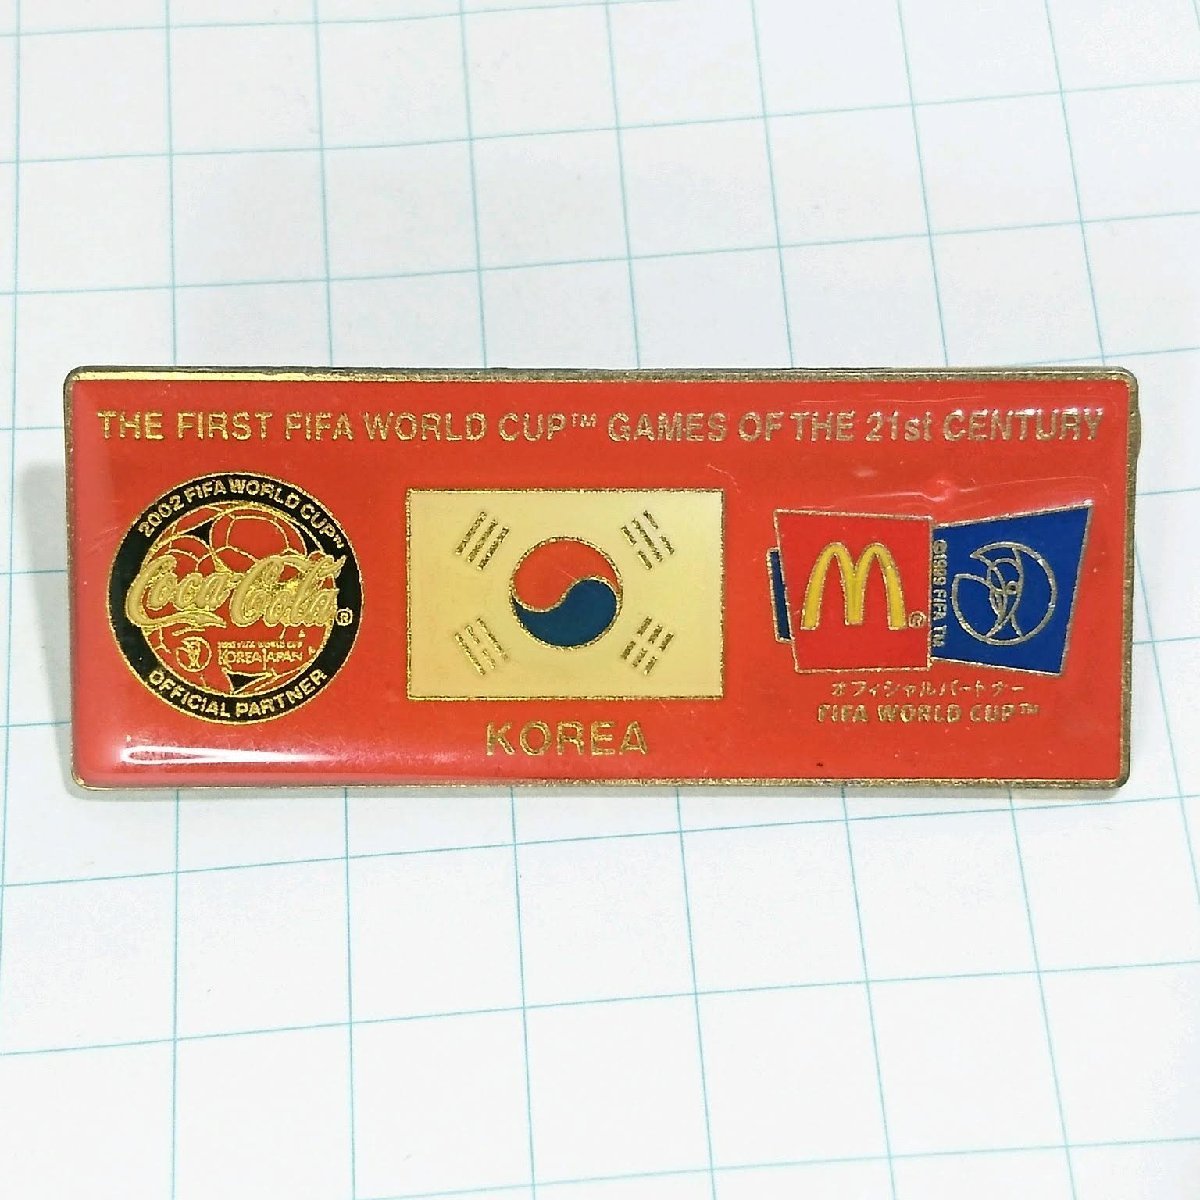 THE FIRST FIFA WORLD CUP™ GAMES OF THE 21st CENTURY
2002 FIFA WORLD CUP™
Coca-Cola®
KOREA JAPAN
OFFICIAL PARTNER
KOREA
M®
©1999 FIFA TM
オフィシャルパートナー
FIFA WORLD CUP™